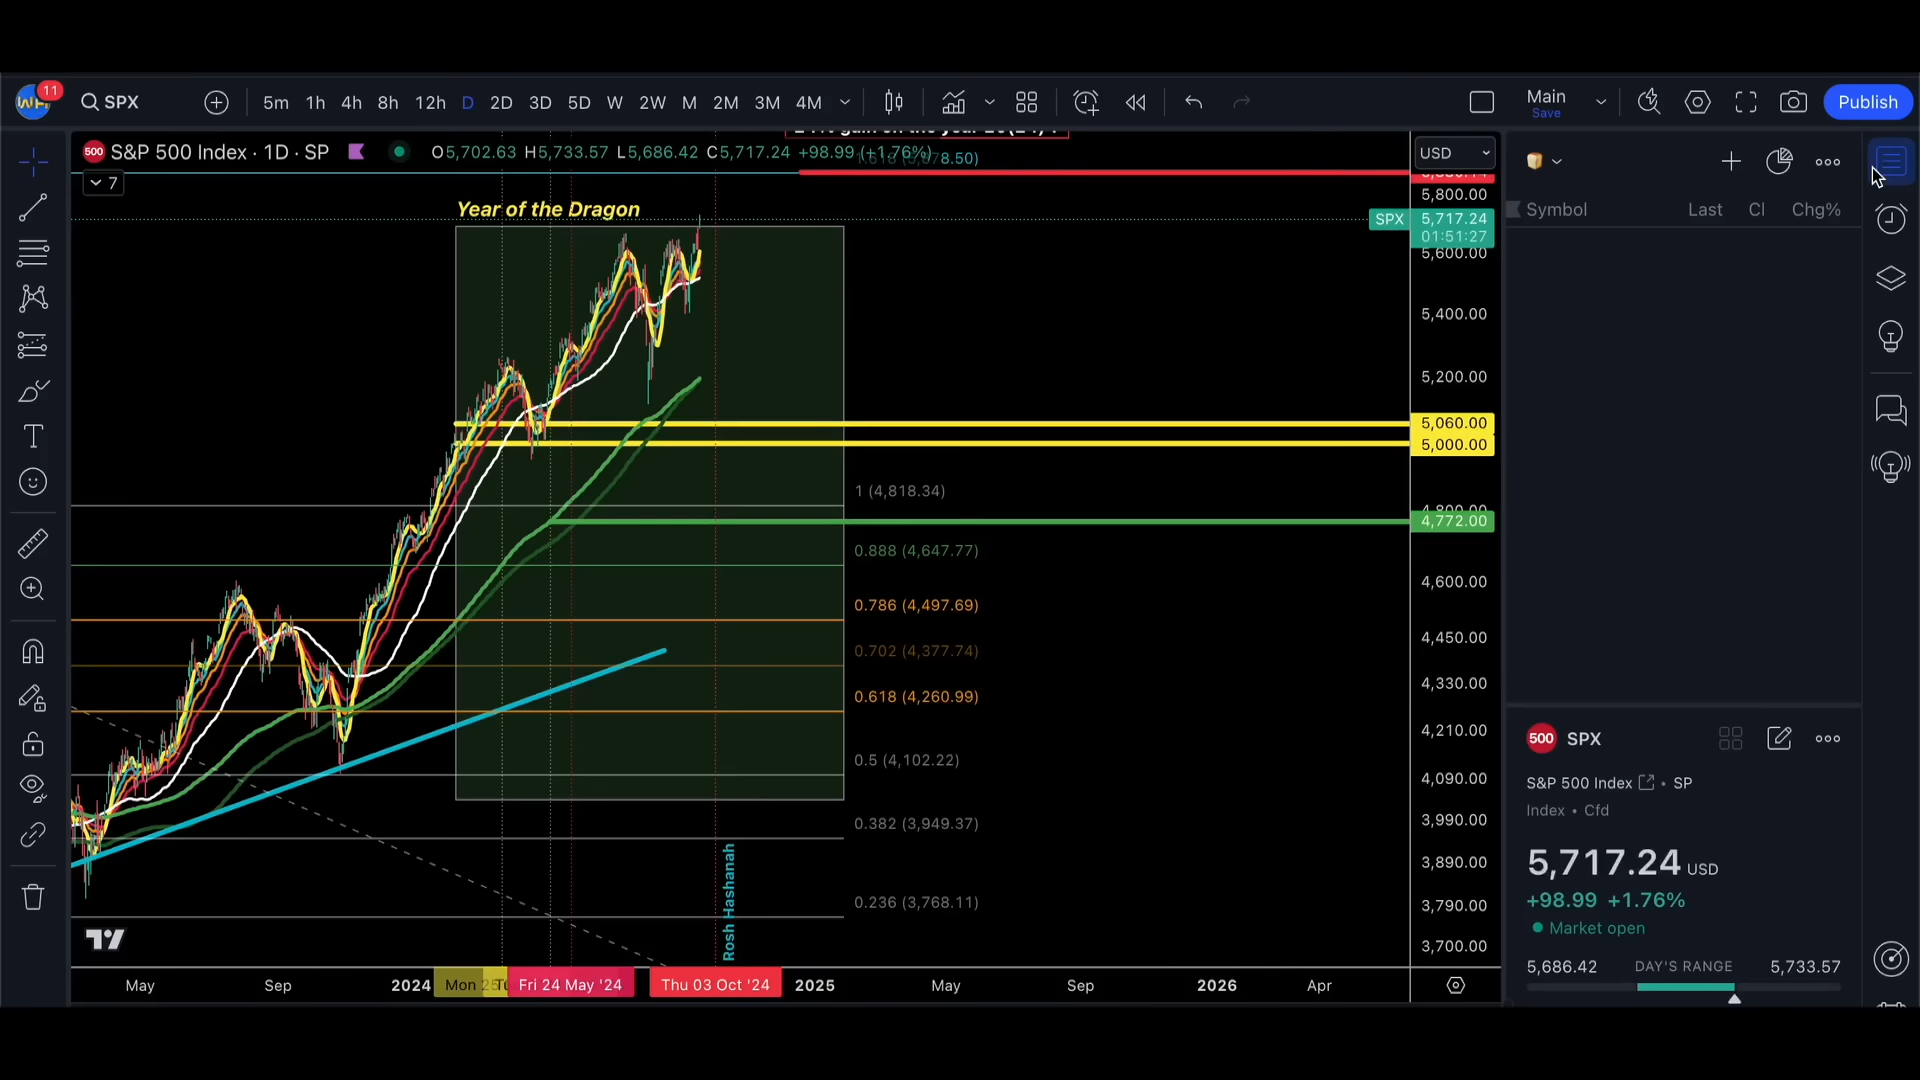 11
SPX
5m 1h 4h 8h 12h D 2D 3D 5D W 2W M 2M 3M 4M
Main
Save
Publish
500 S&P 500 Index · 1D · SP
O5,702.63 H5,733.57 L5,686.42 C5,717.24 +98.99 (+1.76%)
7
Year of the Dragon
USD
5,800.00
SPX 5,717.24
01:51:27
5,600.00
5,400.00
5,200.00
5,060.00
5,000.00
1 (4,818.34)
4,800.00
4,772.00
0.888 (4,647.77)
4,600.00
0.786 (4,497.69)
4,450.00
0.702 (4,377.74)
4,330.00
0.618 (4,260.99)
4,210.00
0.5 (4,102.22)
4,090.00
0.382 (3,949.37)
3,990.00
3,890.00
0.236 (3,768.11)
3,790.00
3,700.00
Rosh Hashanah
May Sep 2024 Mon Fri 24 May '24 Thu 03 Oct '24 2025 May Sep 2026 Apr
Symbol Last Chg%
500 SPX
S&P 500 Index • SP
Index • Cfd
5,717.24 USD
+98.99 +1.76%
Market open
5,686.42 DAY'S RANGE 5,733.57